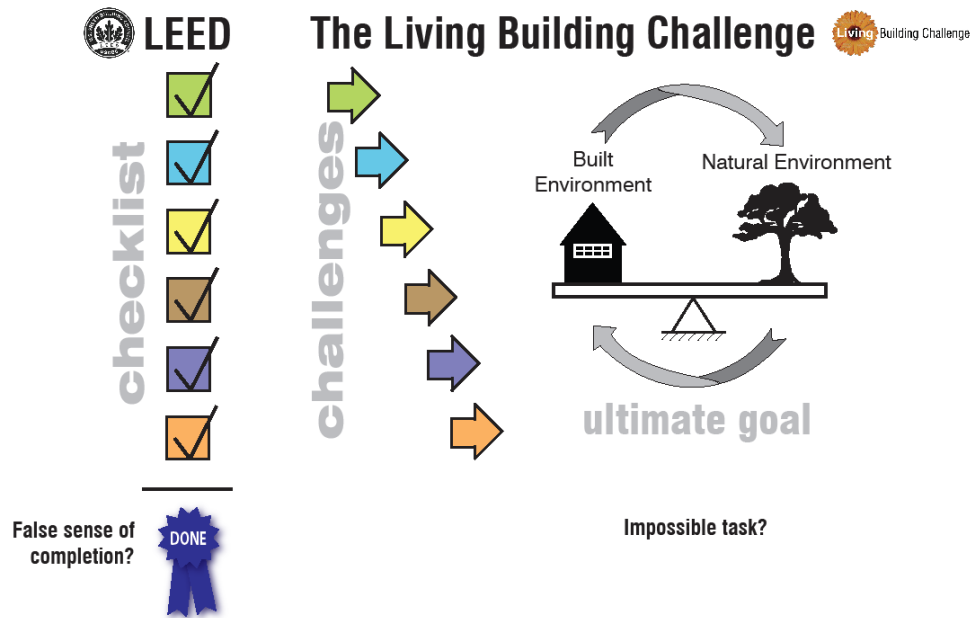 LEED
The Living Building Challenge
Living Building Challenge
checklist
challenges
Built
Environment
Natural Environment
ultimate goal
False sense of
completion?
DONE
Impossible task?